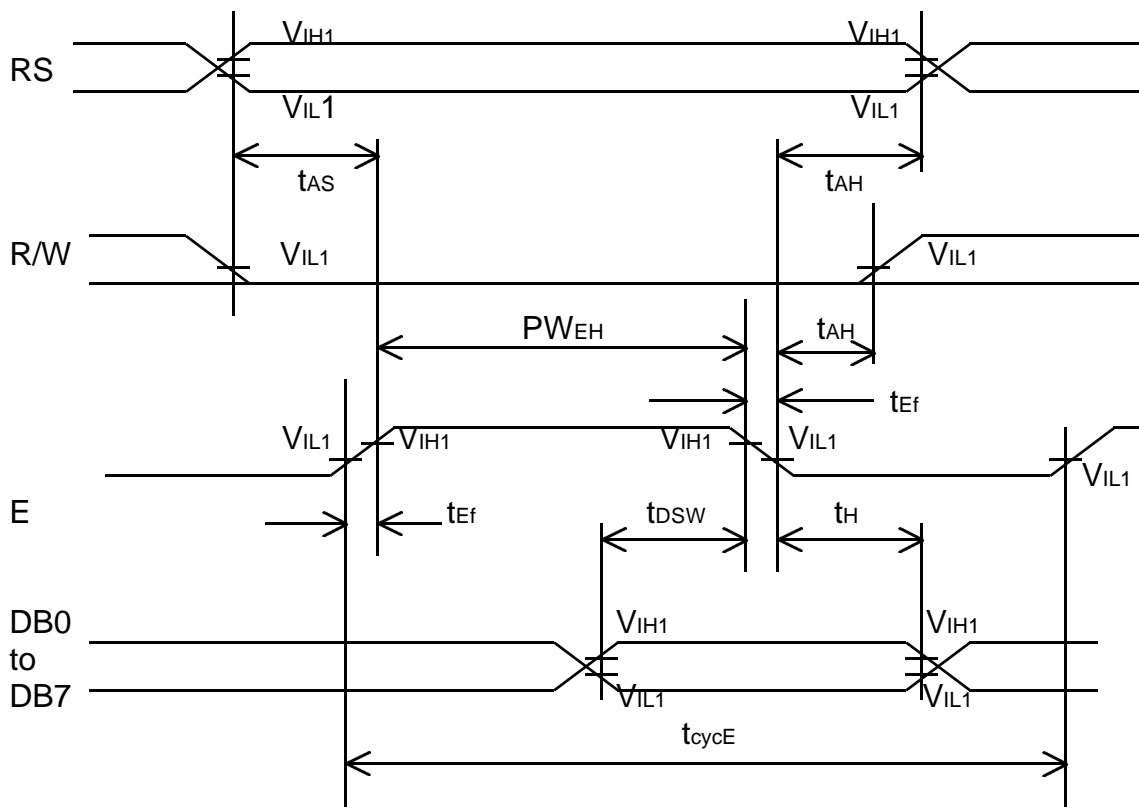 VIH1 VIH1
RS
VIL1 VIL1
tAS tAH
R/W VIL1 VIL1
PWEH tAH
tEf
VIL1 VIH1 VIH1 VIL1
VIL1
E tEf tDSW tH
DB0 VIH1 VIH1
to
DB7 VIL1 VIL1
tcycE